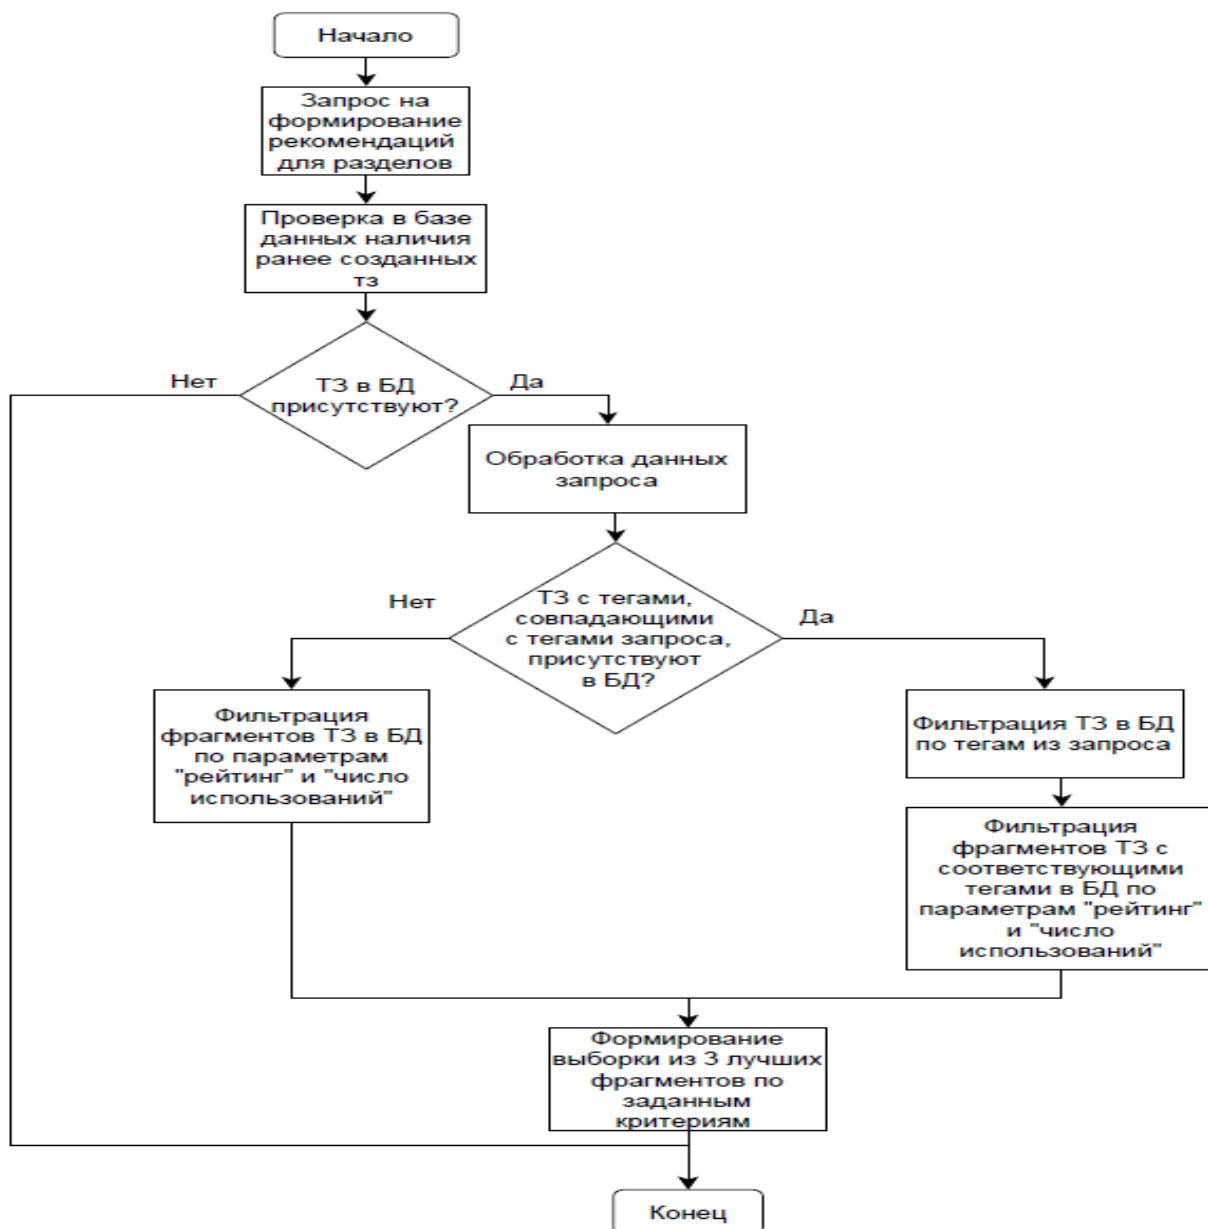 Начало
Запрос на
формирование
рекомендаций
для разделов
Проверка в базе
данных наличия
ранее созданных
тз
Нет
ТЗ в БД
присутствуют?
Да
Обработка данных
запроса
Нет
ТЗ с тегами,
совпадающими
с тегами запроса,
присутствуют
в БД?
Да
Фильтрация
фрагментов ТЗ в БД
по параметрам
"рейтинг" и "число
использований"
Фильтрация ТЗ в БД
по тегам из запроса
Фильтрация
фрагментов ТЗ с
соответствующими
тегами в БД по
параметрам "рейтинг"
и "число
использований"
Формирование
выборки из 3 лучших
фрагментов по
заданным
критериям
Конец